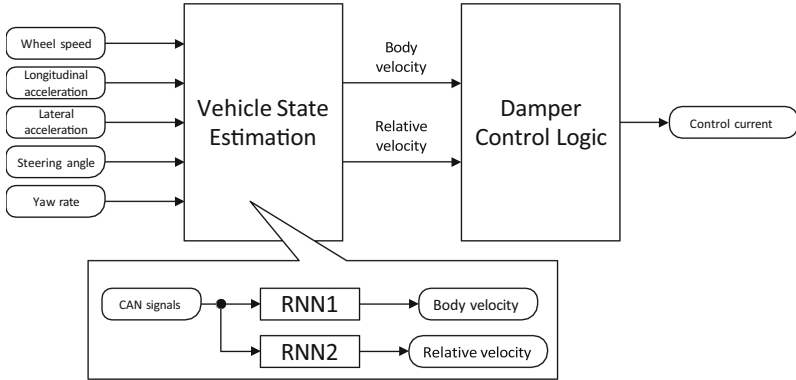 Wheel speed
Longitudinal
acceleration
Lateral
acceleration
Steering angle
Yaw rate
Vehicle State
Estimation
Body
velocity
Relative
velocity
Damper
Control Logic
Control current
CAN signals
RNN1
Body velocity
RNN2
Relative velocity